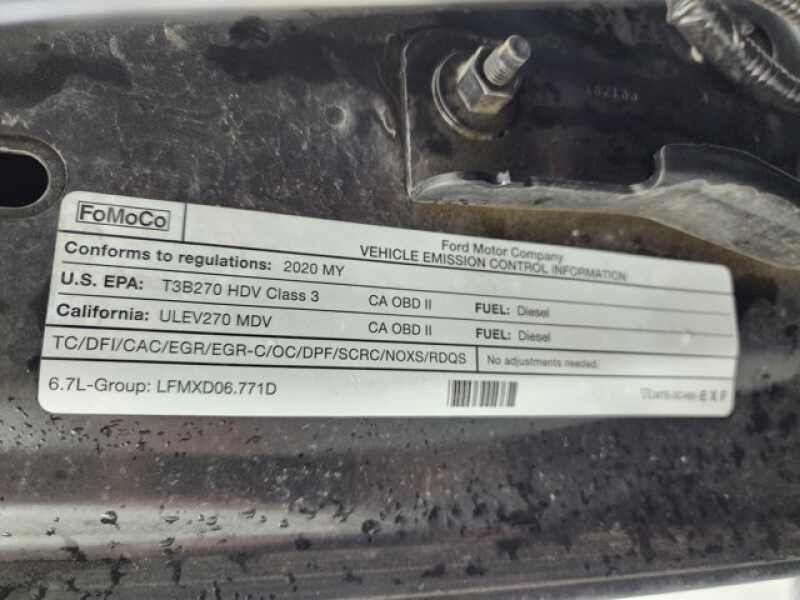 FoMoCo
Ford Motor Company
VEHICLE EMISSION CONTROL INFORMATION
Conforms to regulations: 2020 MY
U.S. EPA: T3B270 HDV Class 3 CA OBD II FUEL: Diesel
California: ULEV270 MDV CA OBD II FUEL: Diesel
TC/DFI/CAC/EGR/EGR-C/OC/DPF/SCRC/NOXS/RDQS No adjustments needed.
6.7L-Group: LFMXD06.771D EXF